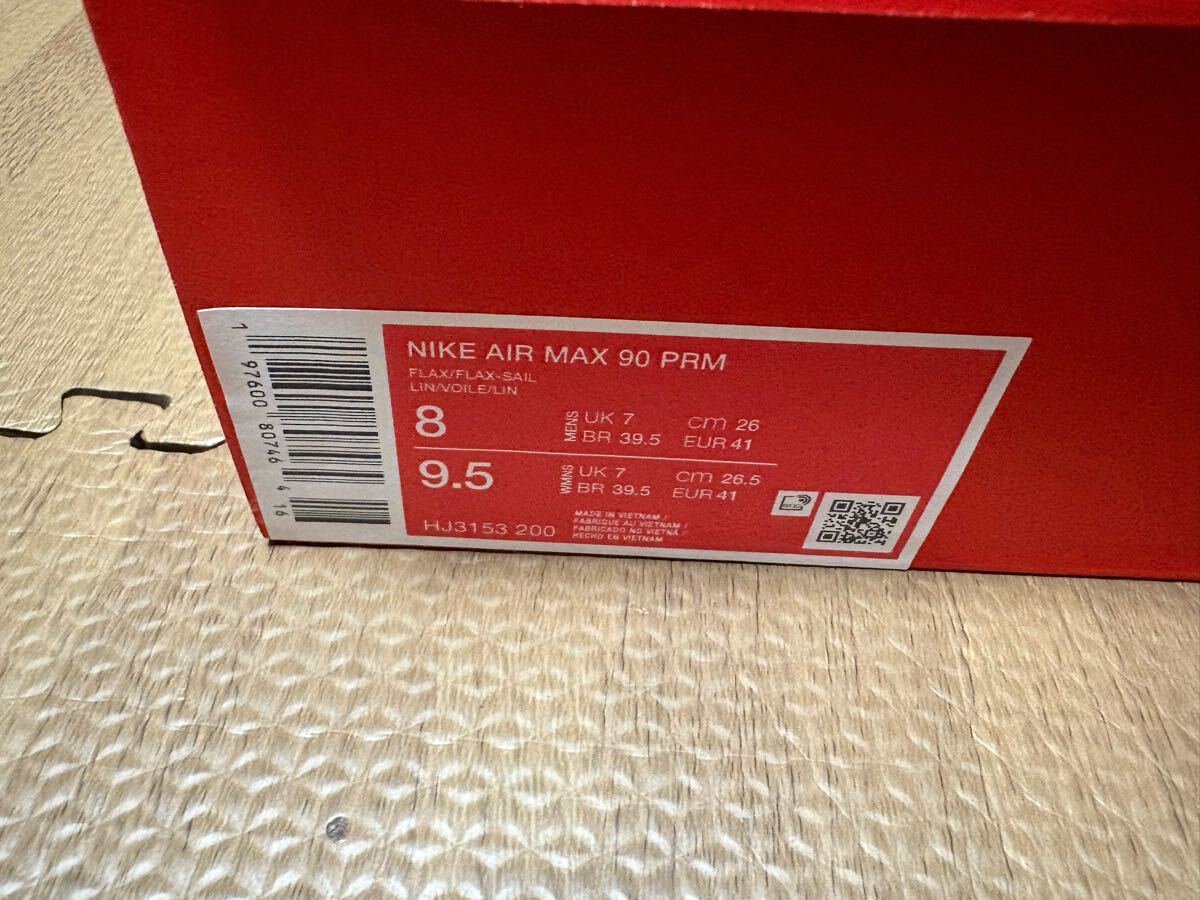 NIKE AIR MAX 90 PRM
FLAX/FLAX-SAIL
LIN/VOILE/LIN
8 MENS UK 7 cm 26
BR 39.5 EUR 41
9.5 WMNS UK 7 cm 26.5
BR 39.5 EUR 41
HJ3153 200
MADE IN VIETNAM /
FABRIQUE AU VIETNAM /
FABRICADO NO VIETNÃ /
HECHO EN VIETNAM
1 97600 80746 4 16